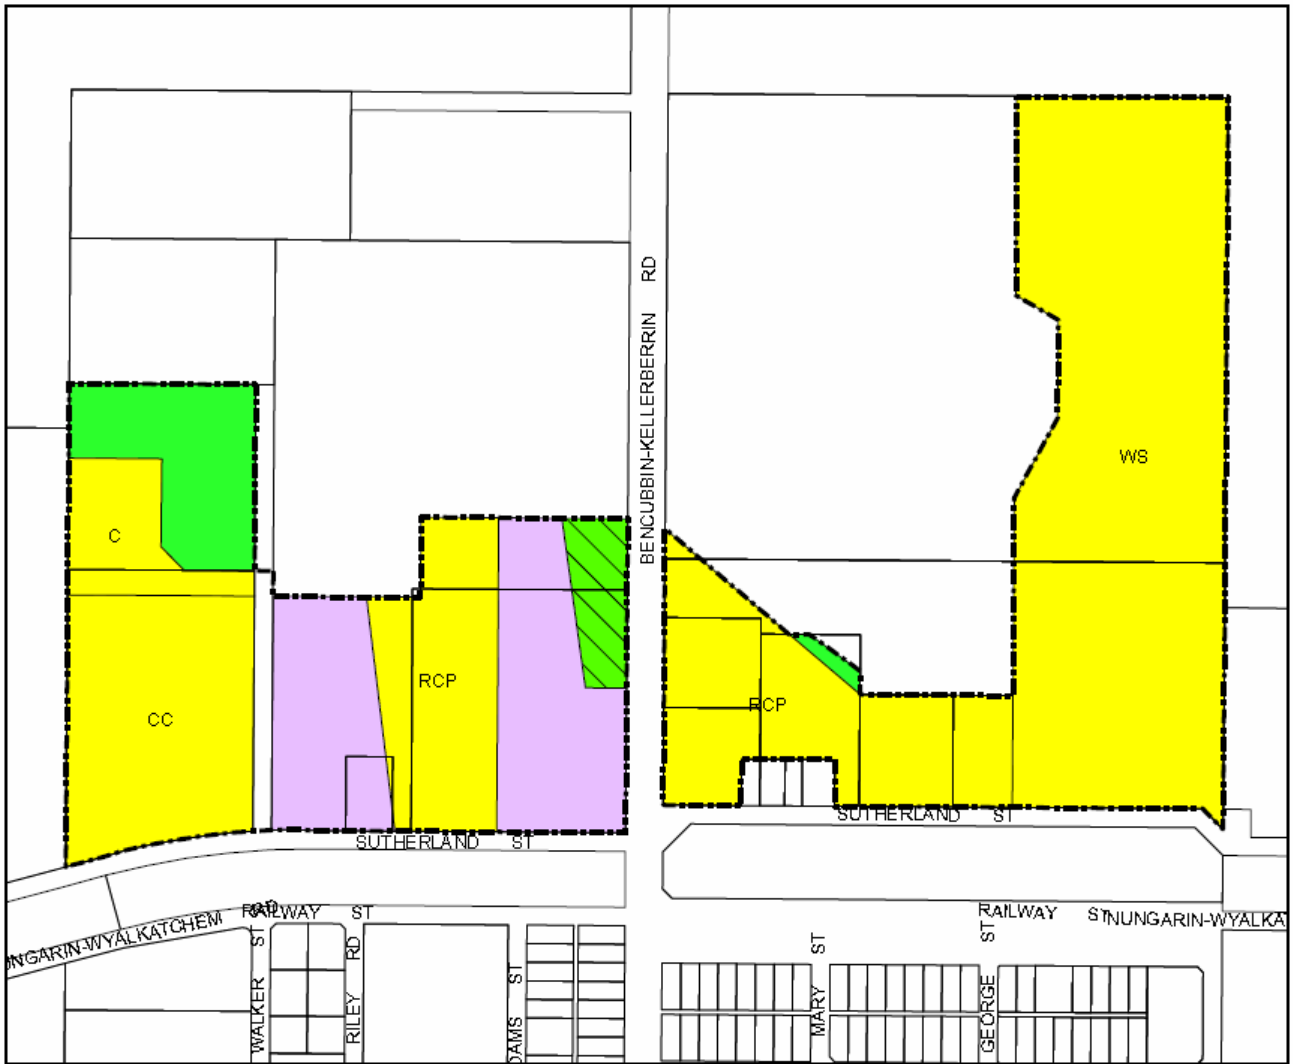 BENCUBBIN-KELLERBERRIN RD
WS
C
RCP
RCP
CC
SUTHERLAND ST
SUTHERLAND ST
RAILWAY ST
RAILWAY ST
NUNGARIN-WYALKA
NGARIN-WYALKATCHEM RD
WALKER ST
RILEY RD
DAMS ST
MARY ST
GEORGE ST